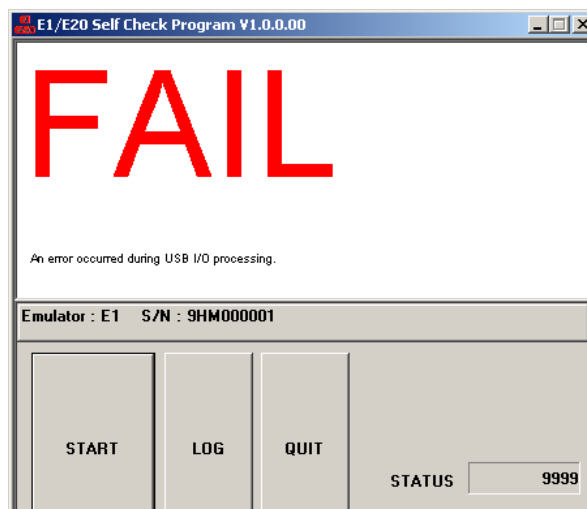 E1/E20 Self Check Program V1.0.0.00
FAIL
An error occurred during USB I/O processing.
Emulator : E1 S/N : 9HM000001
START LOG QUIT
STATUS 9999